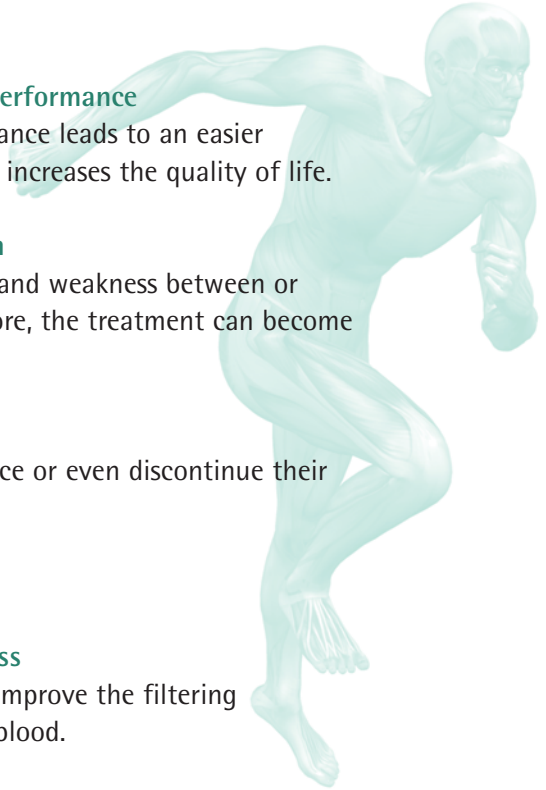 erformance
ance leads to an easier
increases the quality of life.
n
and weakness between or
ore, the treatment can become
ce or even discontinue their
ss
mprove the filtering
blood.